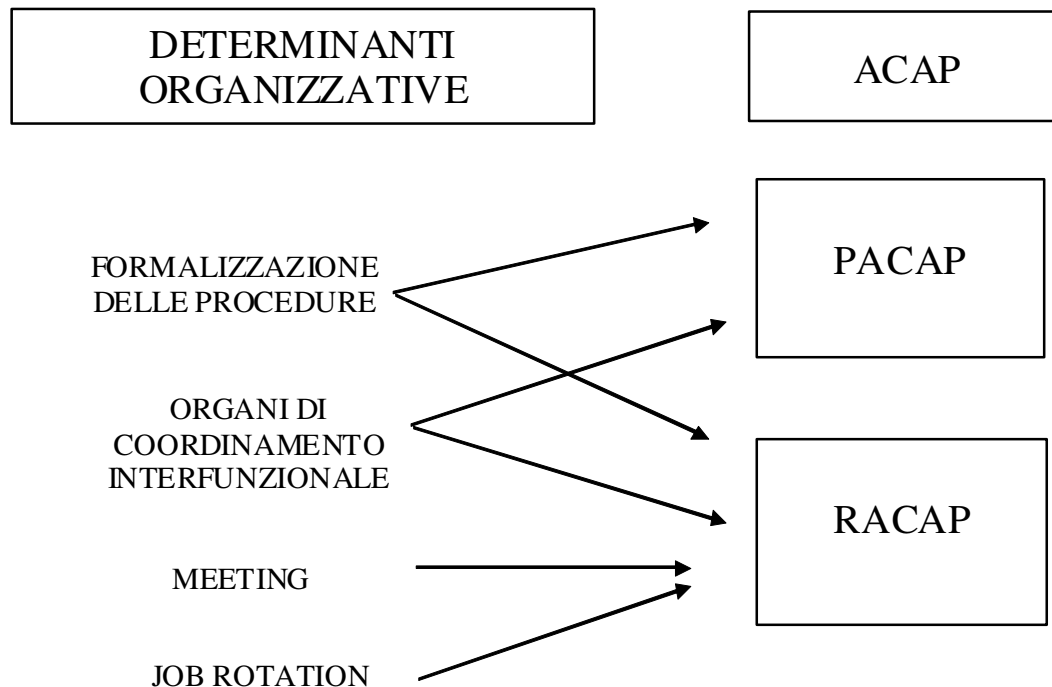 DETERMINANTI
ORGANIZZATIVE
ACAP
PACAP
FORMALIZZAZIONE
DELLE PROCEDURE
ORGANI DI
COORDINAMENTO
INTERFUNZIONALE
RACAP
MEETING
JOB ROTATION